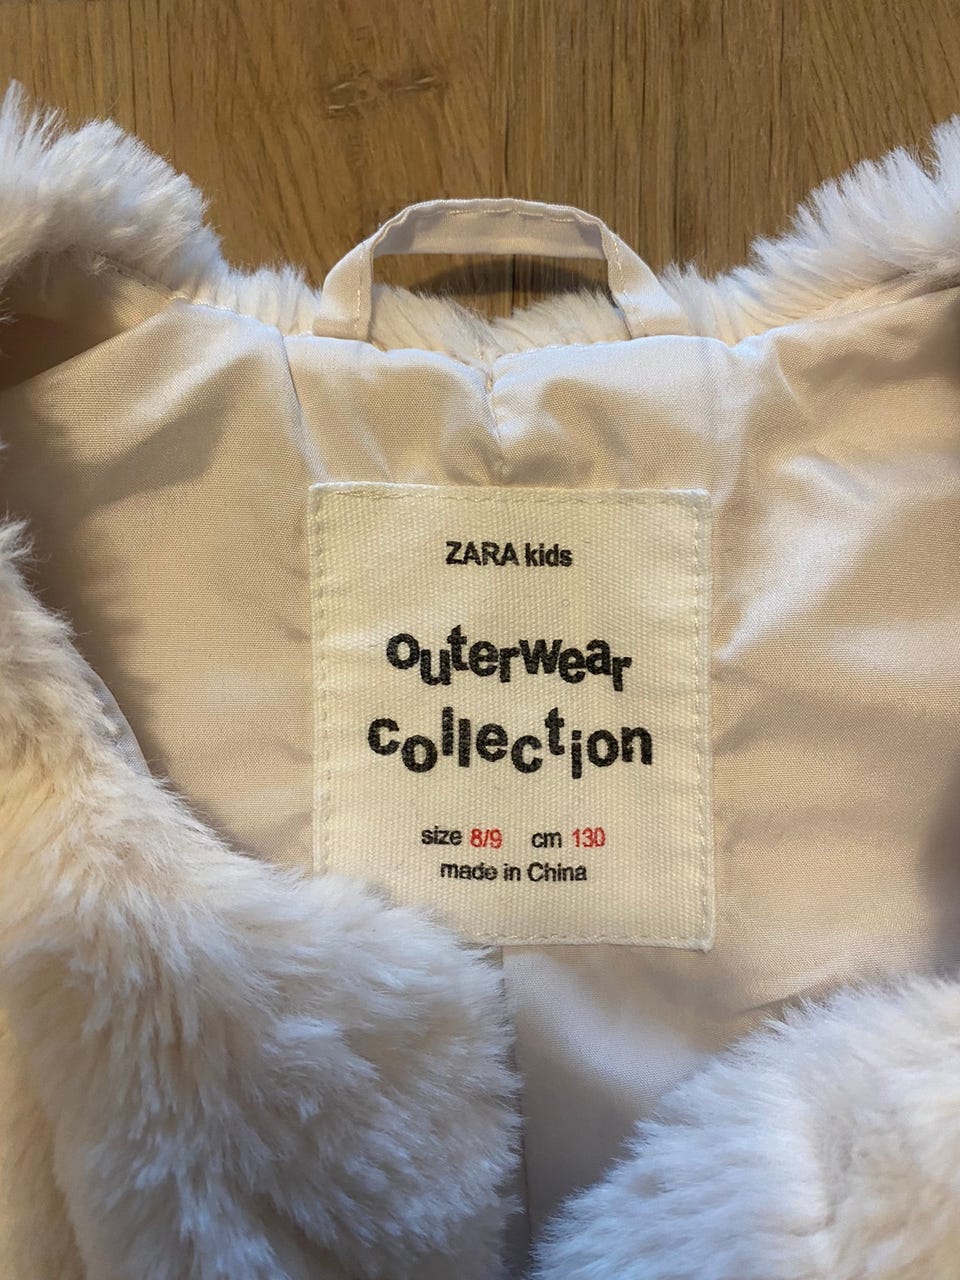 ZARA kids
outerwear
collection
size 8/9 cm 130
made in China